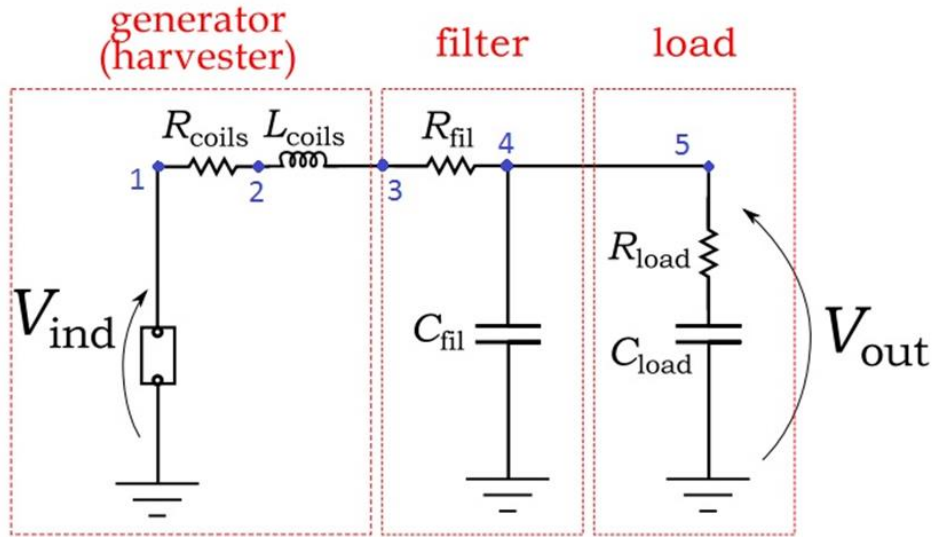 generator
(harvester)
filter
load
R_coils L_coils
R_fil
1
2
3
4
5
V_ind
C_fil
R_load
C_load
V_out